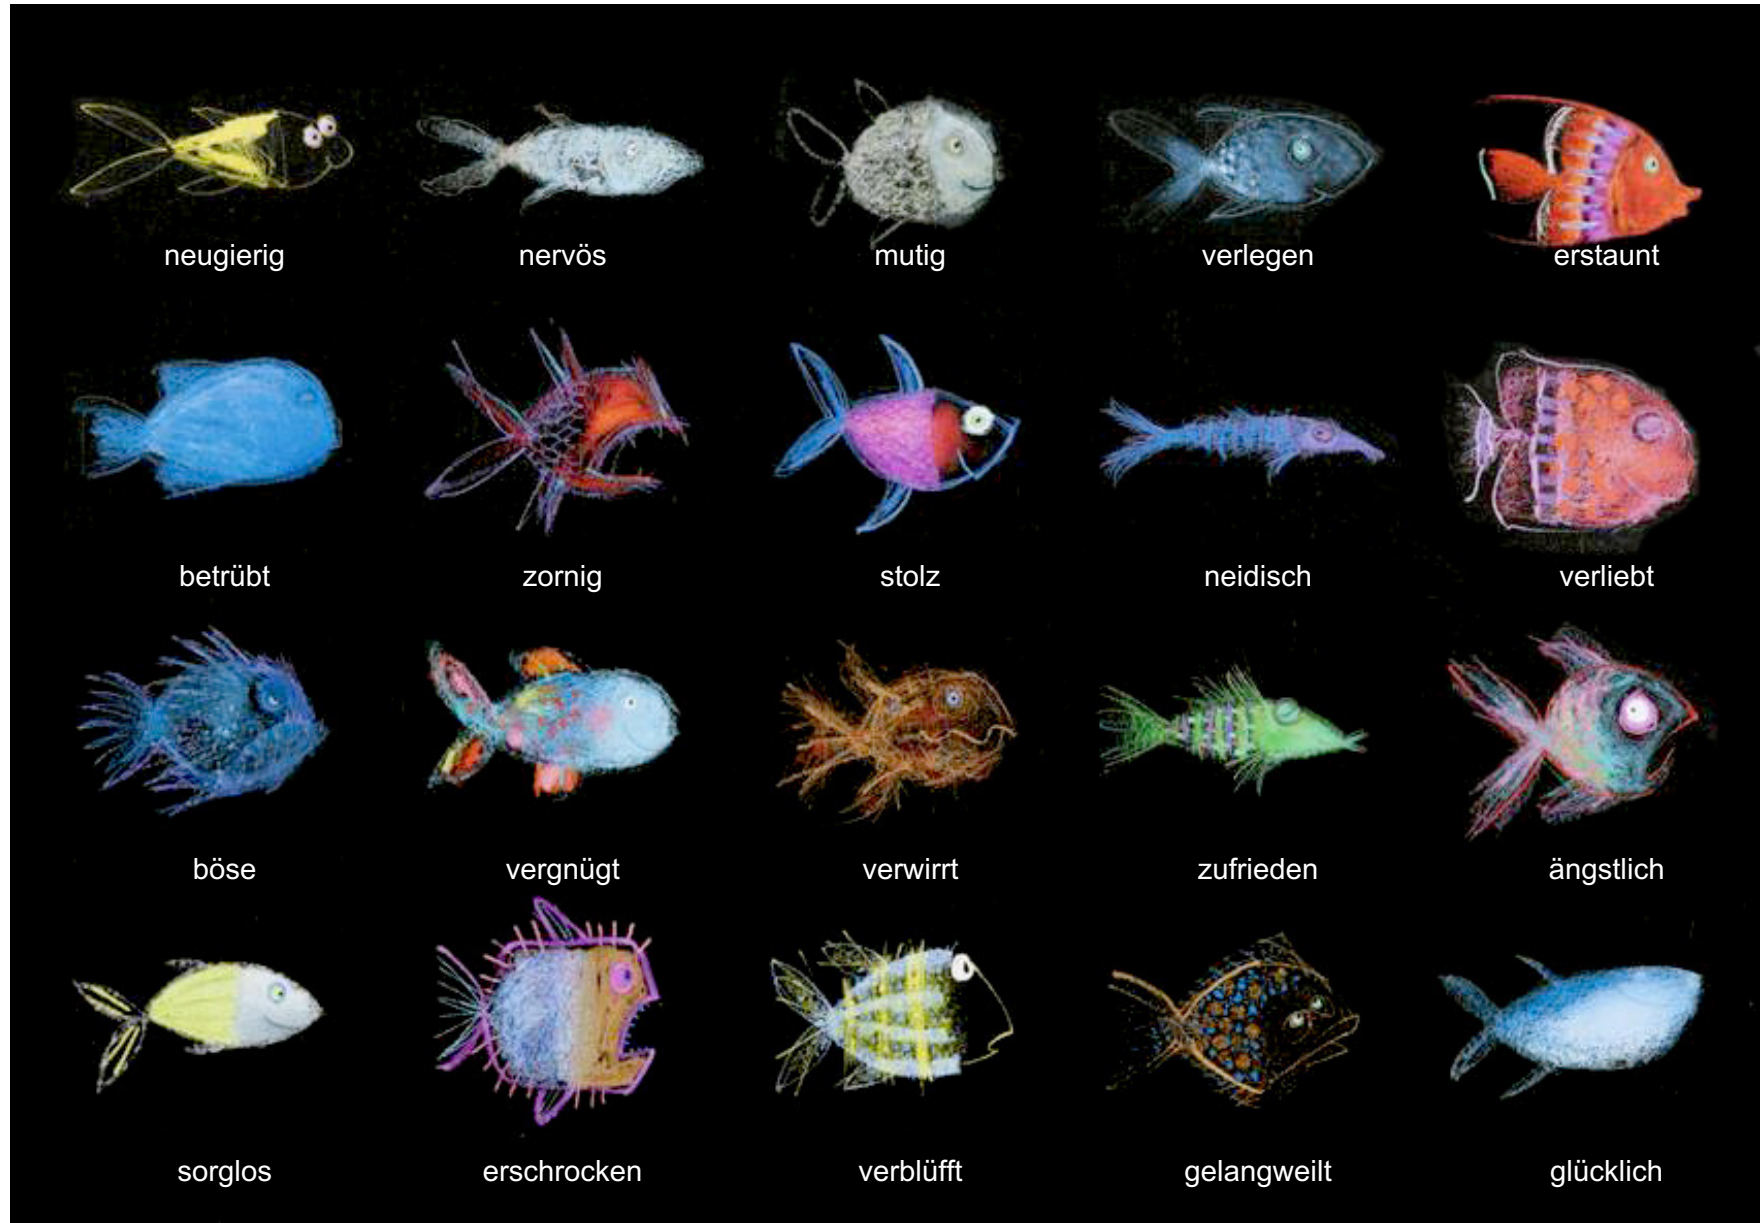 neugierig nervös mutig verlegen erstaunt
betrübt zornig stolz neidisch verliebt
böse vergnügt verwirrt zufrieden ängstlich
sorglos erschrocken verblüfft gelangweilt glücklich